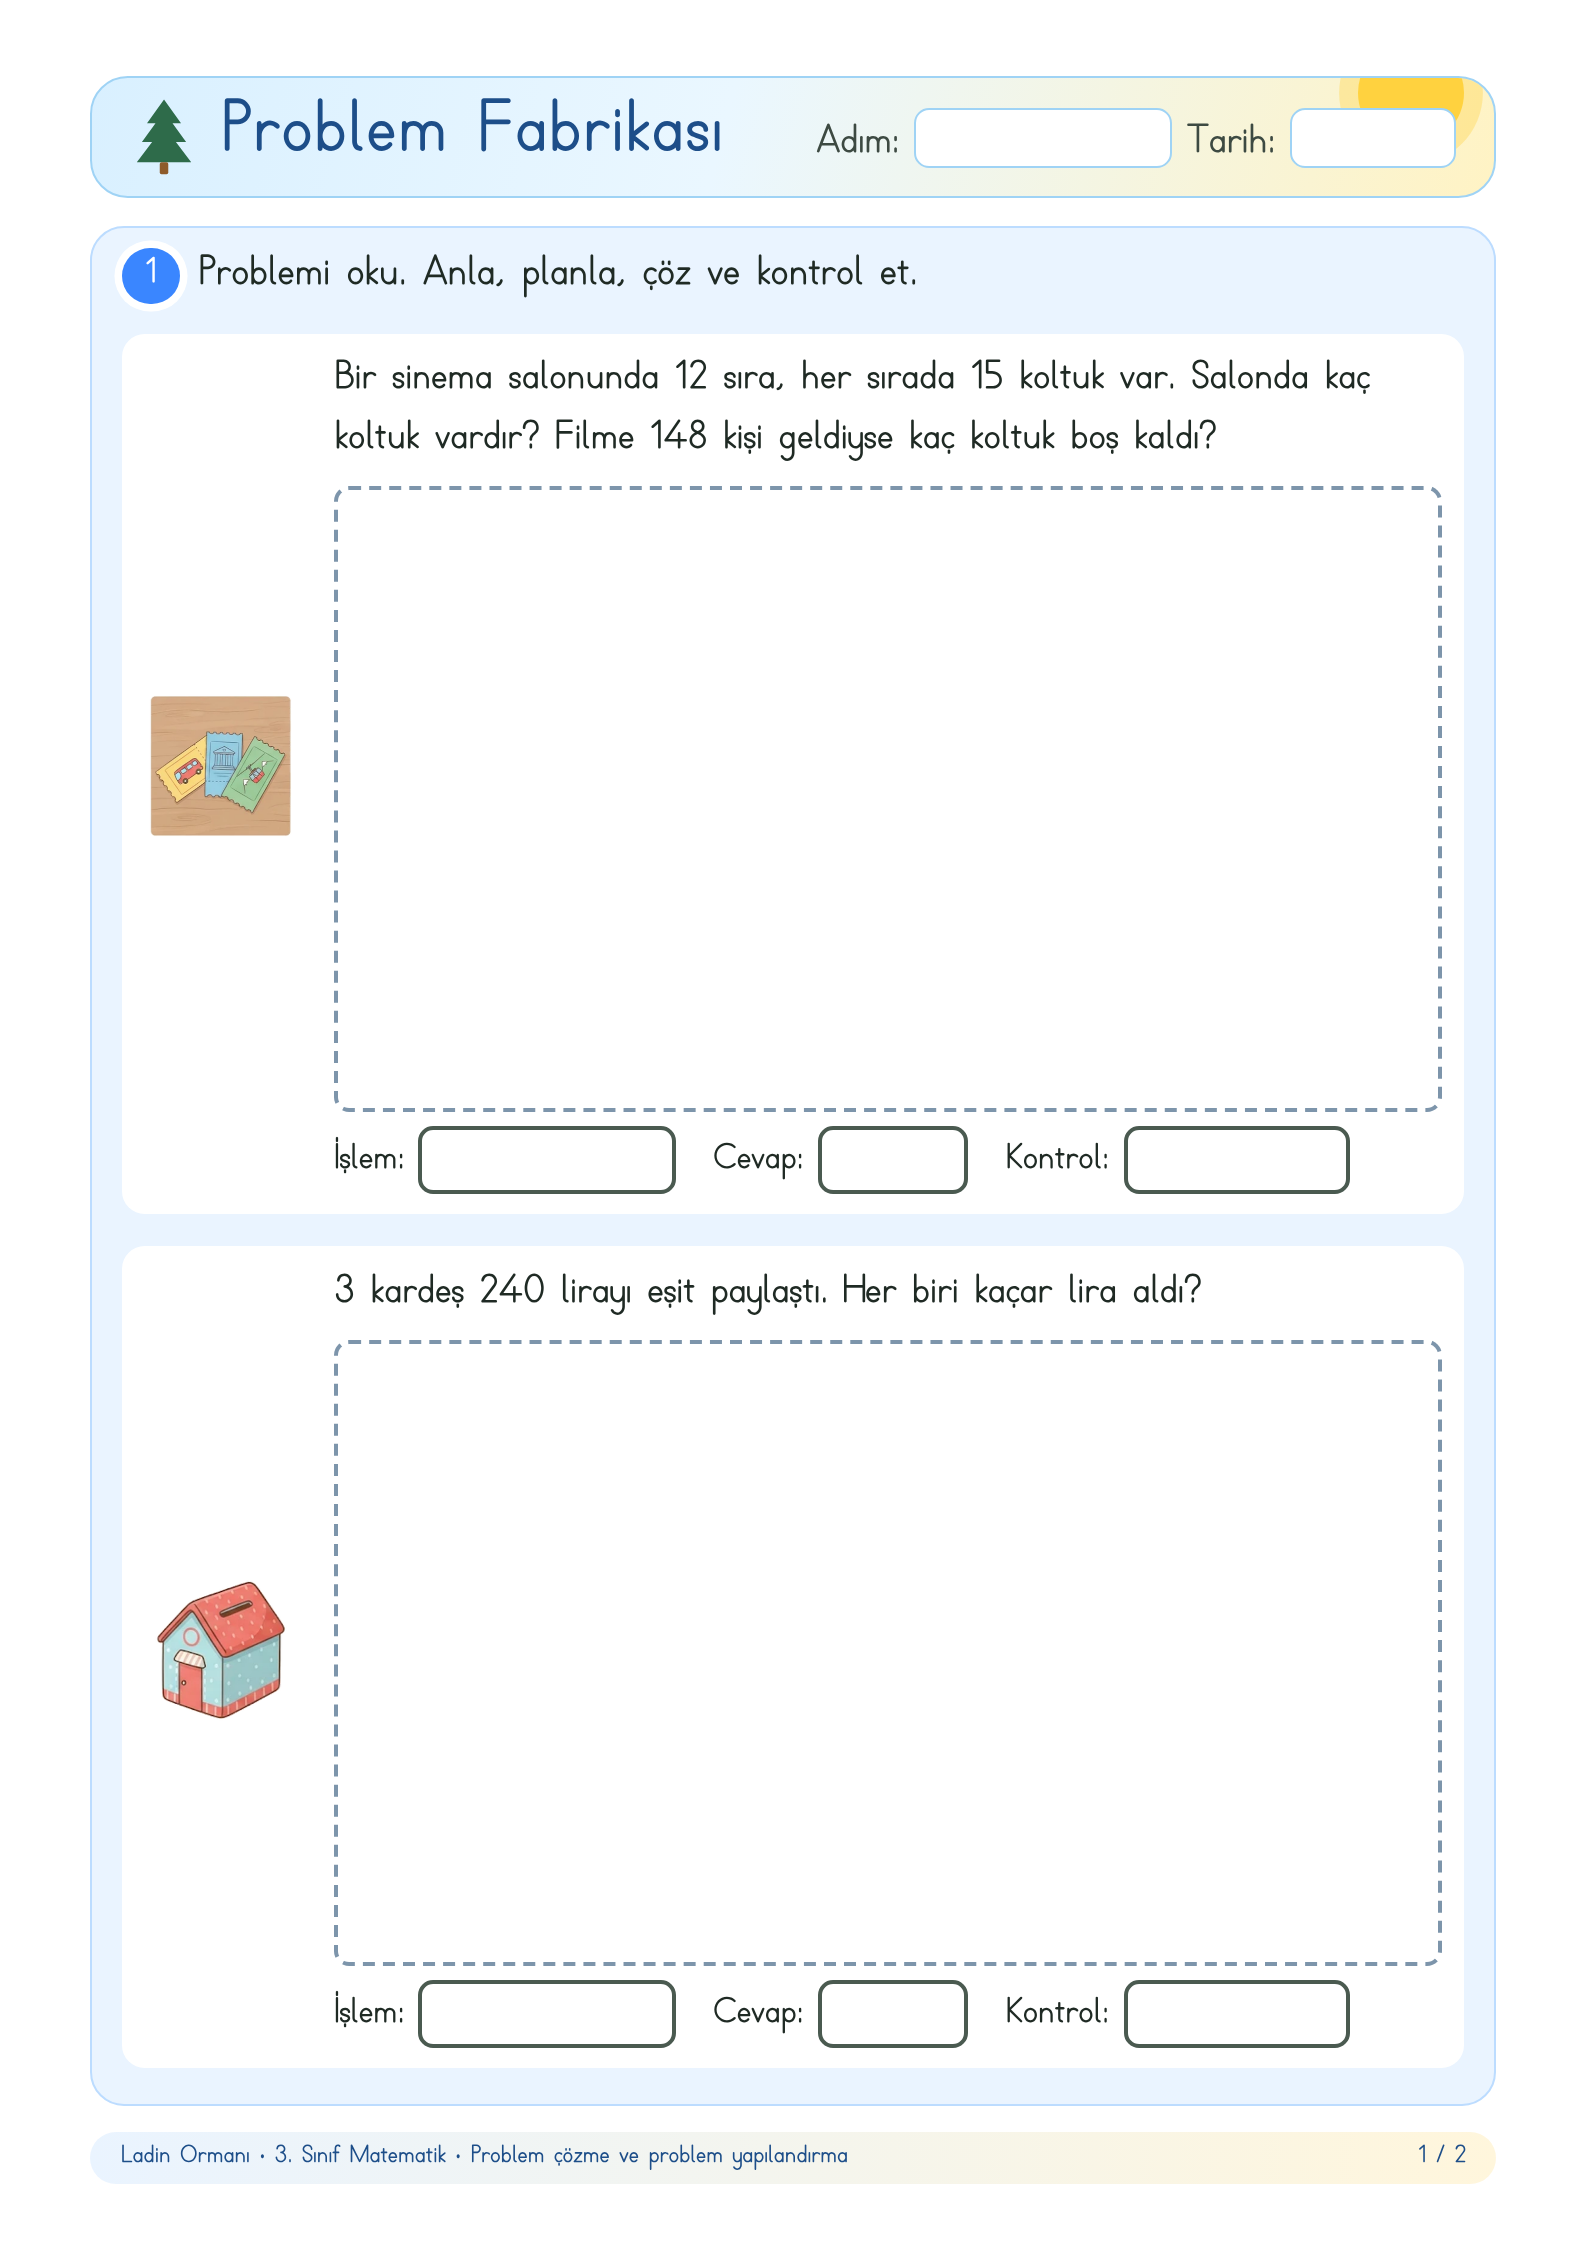 Problem Fabrikası
Adım:
Tarih:
1 Problemi oku. Anla, planla, çöz ve kontrol et.
Bir sinema salonunda 12 sıra, her sırada 15 koltuk var. Salonda kaç
koltuk vardır? Filme 148 kişi geldiyse kaç koltuk boş kaldı?
İşlem: Cevap: Kontrol:
3 kardeş 240 lirayı eşit paylaştı. Her biri kaçar lira aldı?
İşlem: Cevap: Kontrol:
Ladin Ormanı • 3. Sınıf Matematik • Problem çözme ve problem yapılandırma 1 / 2